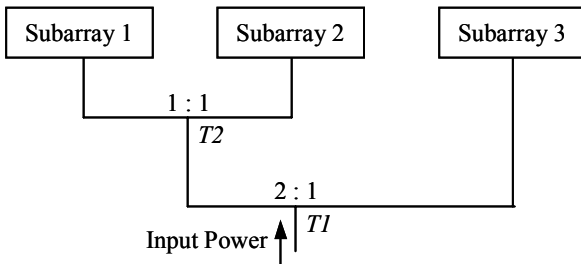 Subarray 1
Subarray 2
Subarray 3
1 : 1
T2
2 : 1
T1
Input Power